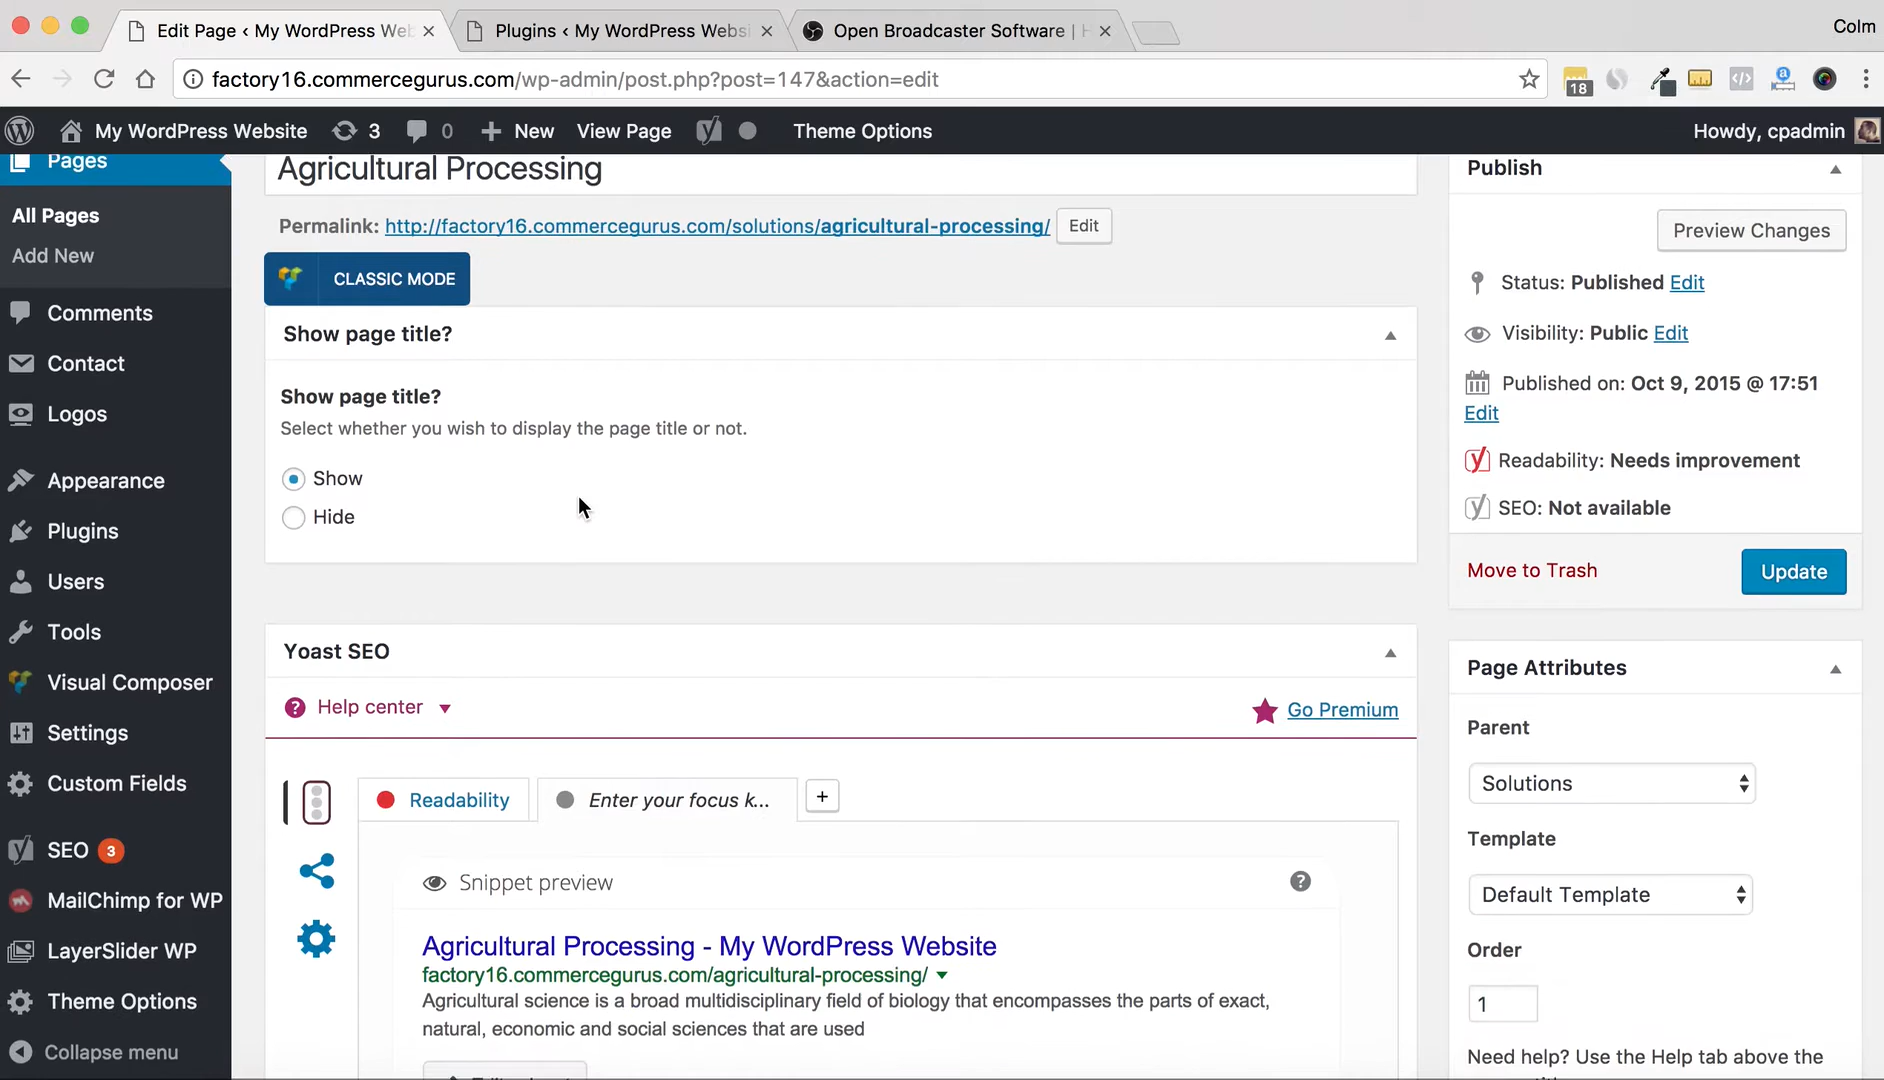 Edit Page ‹ My WordPress Web
Plugins ‹ My WordPress Websi
Open Broadcaster Software | H
Colm
factory16.commercegurus.com/wp-admin/post.php?post=147&action=edit
18
My WordPress Website
3
0
New
View Page
Theme Options
Howdy, cpadmin
Pages
All Pages
Add New
Comments
Contact
Logos
Appearance
Plugins
Users
Tools
Visual Composer
Settings
Custom Fields
SEO 3
MailChimp for WP
LayerSlider WP
Theme Options
Collapse menu
Agricultural Processing
Permalink: http://factory16.commercegurus.com/solutions/agricultural-processing/ Edit
CLASSIC MODE
Show page title?
Show page title?
Select whether you wish to display the page title or not.
Show
Hide
Yoast SEO
Help center
Go Premium
Readability
Enter your focus k...
+
Snippet preview
Agricultural Processing - My WordPress Website
factory16.commercegurus.com/agricultural-processing/
Agricultural science is a broad multidisciplinary field of biology that encompasses the parts of exact,
natural, economic and social sciences that are used
Publish
Preview Changes
Status: Published Edit
Visibility: Public Edit
Published on: Oct 9, 2015 @ 17:51
Edit
Readability: Needs improvement
SEO: Not available
Move to Trash
Update
Page Attributes
Parent
Solutions
Template
Default Template
Order
1
Need help? Use the Help tab above the